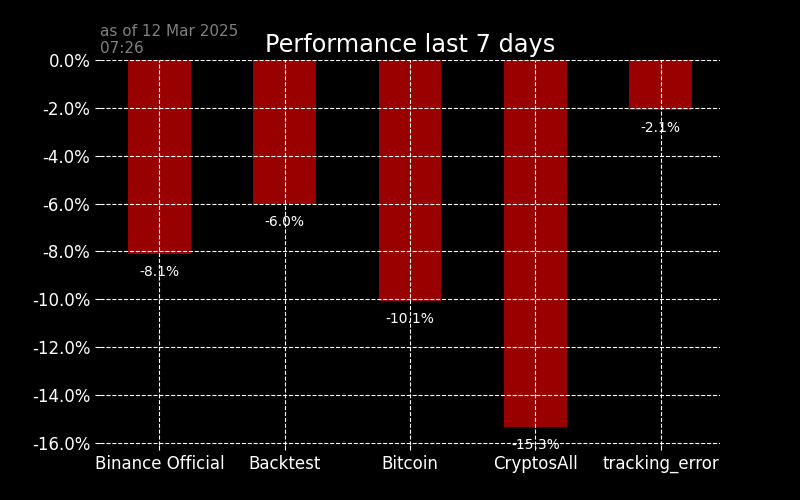 as of 12 Mar 2025
07:26
Performance last 7 days
0.0%
-2.0%
-4.0%
-6.0%
-8.0%
-10.0%
-12.0%
-14.0%
-16.0%
-8.1%
-6.0%
-10.1%
-15.3%
-2.1%
Binance Official
Backtest
Bitcoin
CryptosAll
tracking_error